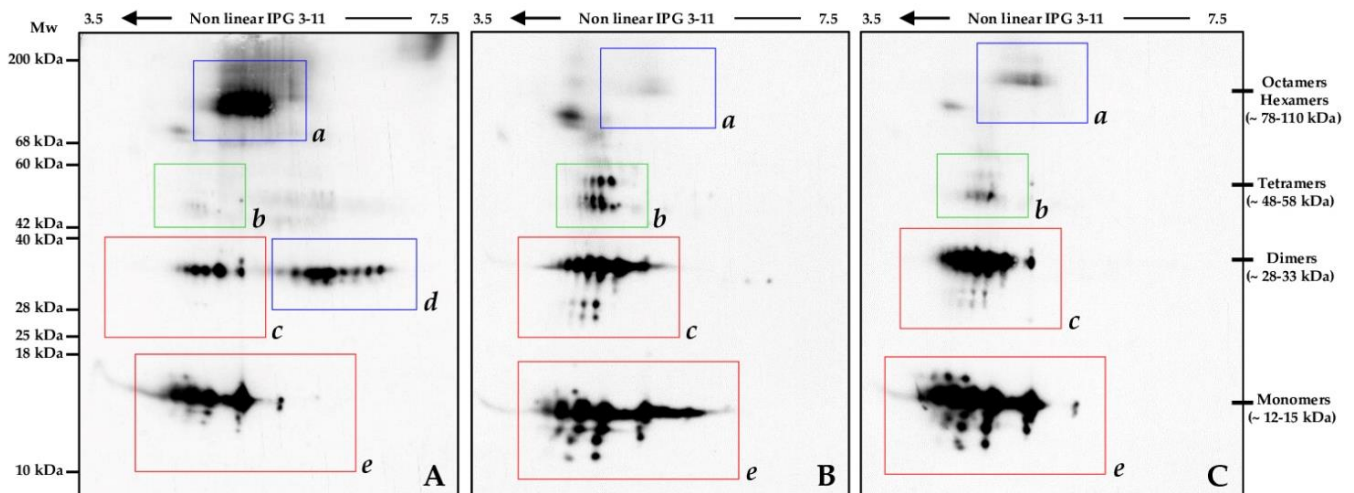 3.5 Non linear IPG 3-11 7.5 3.5 Non linear IPG 3-11 7.5 3.5 Non linear IPG 3-11 7.5
Mw
200 kDa
68 kDa
60 kDa
42 kDa
40 kDa
28 kDa
25 kDa
18 kDa
10 kDa
a
b
c
d
e
A
a
b
c
e
B
a
b
c
e
C
Octamers
Hexamers
(~ 78-110 kDa)
Tetramers
(~ 48-58 kDa)
Dimers
(~ 28-33 kDa)
Monomers
(~ 12-15 kDa)